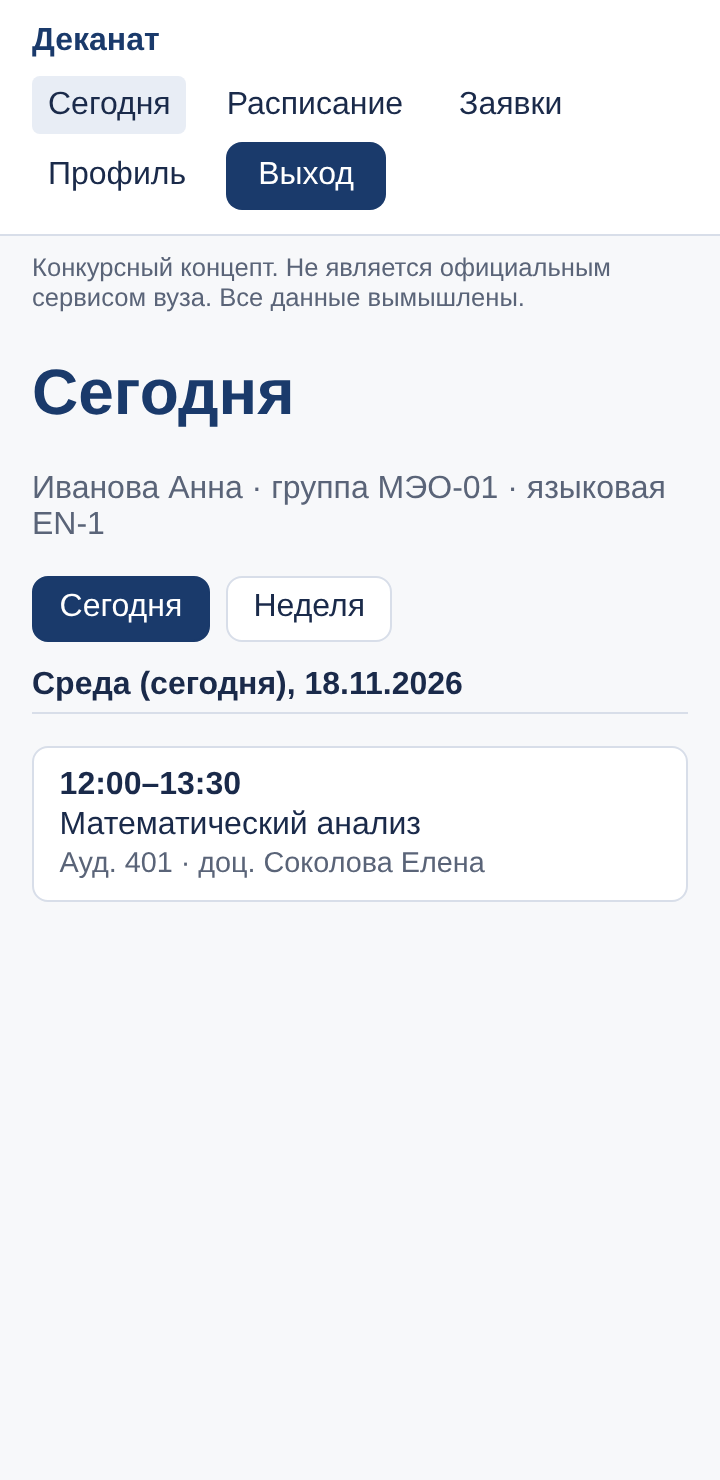 Деканат
Сегодня Расписание Заявки
Профиль Выход
Конкурсный концепт. Не является официальным
сервисом вуза. Все данные вымышлены.
Сегодня
Иванова Анна · группа МЭО-01 · языковая
EN-1
Сегодня Неделя
Среда (сегодня), 18.11.2026
12:00–13:30
Математический анализ
Ауд. 401 · доц. Соколова Елена